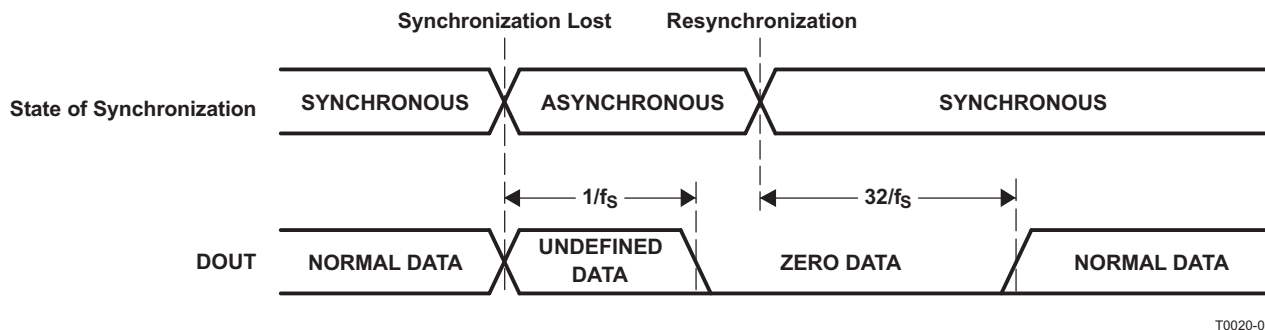 Synchronization Lost
Resynchronization
State of Synchronization
SYNCHRONOUS
ASYNCHRONOUS
SYNCHRONOUS
1/fS
32/fS
DOUT
NORMAL DATA
UNDEFINED
DATA
ZERO DATA
NORMAL DATA
T0020-0